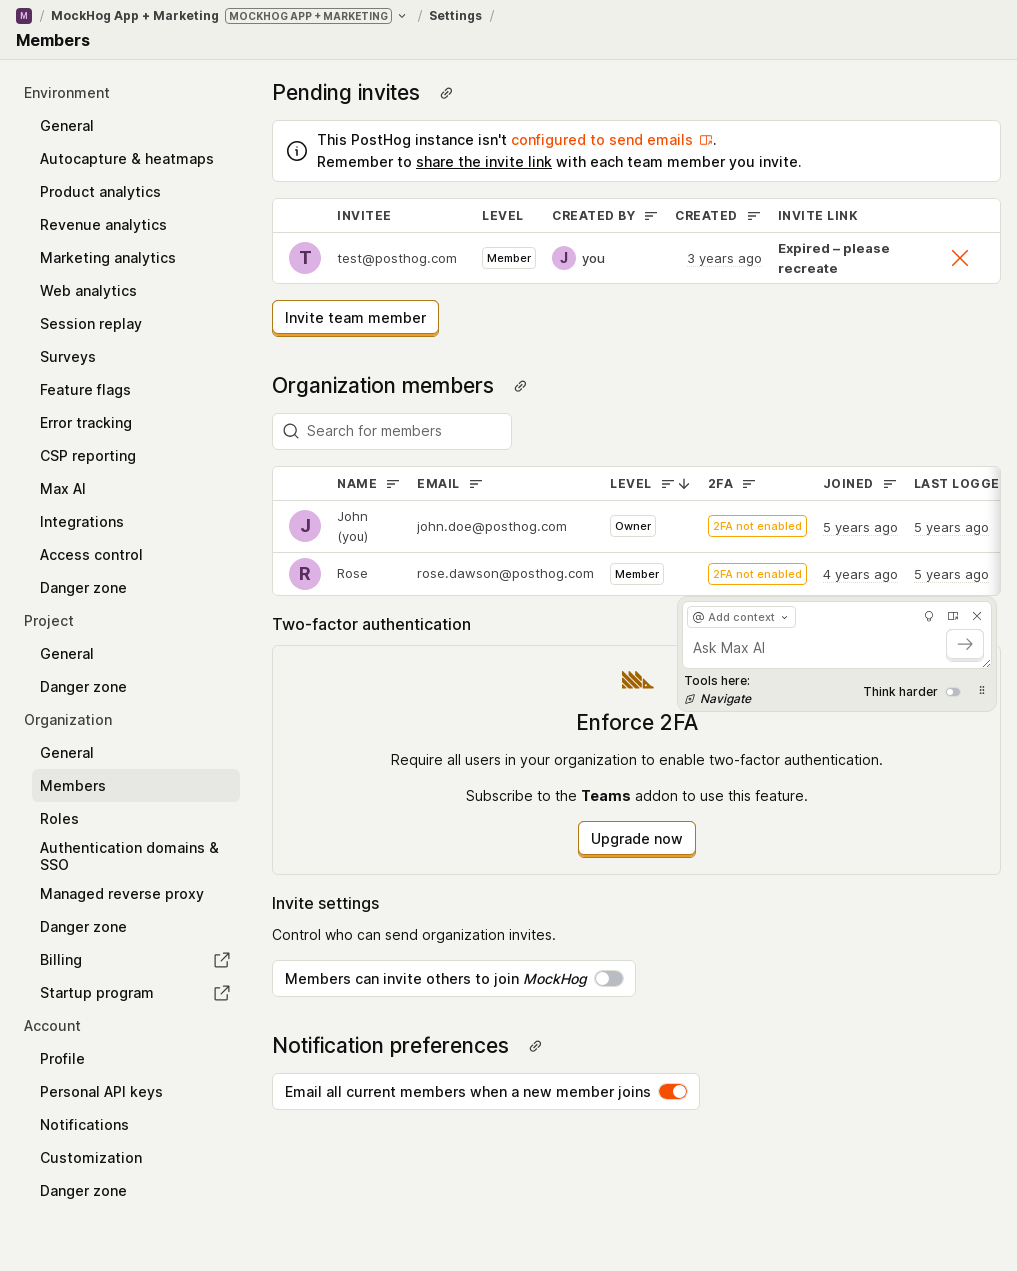 M / MockHog App + Marketing MOCKHOG APP + MARKETING / Settings /
Members
Environment
General
Autocapture & heatmaps
Product analytics
Revenue analytics
Marketing analytics
Web analytics
Session replay
Surveys
Feature flags
Error tracking
CSP reporting
Max AI
Integrations
Access control
Danger zone
Project
General
Danger zone
Organization
General
Members
Roles
Authentication domains &
SSO
Managed reverse proxy
Danger zone
Billing
Startup program
Account
Profile
Personal API keys
Notifications
Customization
Danger zone
Pending invites
This PostHog instance isn't configured to send emails.
Remember to share the invite link with each team member you invite.
INVITEE LEVEL CREATED BY CREATED INVITE LINK
T test@posthog.com Member J you 3 years ago Expired – please
recreate
Invite team member
Organization members
Search for members
NAME EMAIL LEVEL 2FA JOINED LAST LOGGE
J John
(you) john.doe@posthog.com Owner 2FA not enabled 5 years ago 5 years ago
R Rose rose.dawson@posthog.com Member 2FA not enabled 4 years ago 5 years ago
Two-factor authentication
@ Add context
Ask Max AI
Tools here:
Navigate
Think harder
Enforce 2FA
Require all users in your organization to enable two-factor authentication.
Subscribe to the Teams addon to use this feature.
Upgrade now
Invite settings
Control who can send organization invites.
Members can invite others to join MockHog
Notification preferences
Email all current members when a new member joins